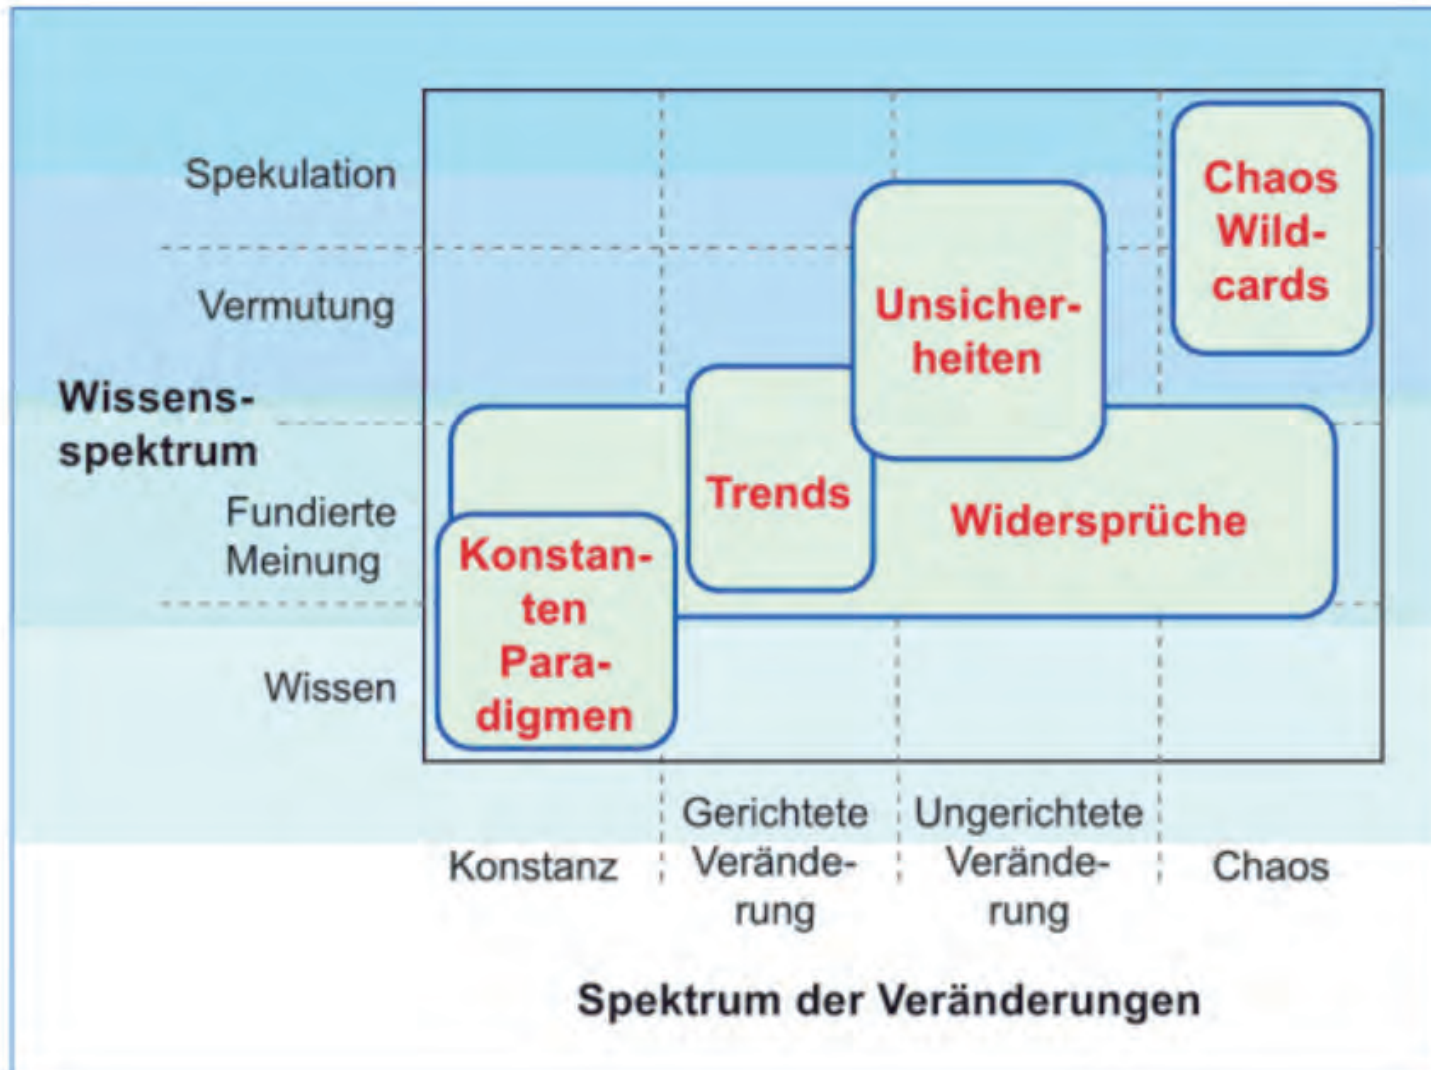 Spekulation
Vermutung
Wissens-
spektrum
Fundierte
Meinung
Wissen
Chaos
Wild-
cards
Unsicher-
heiten
Trends
Widersprüche
Konstan-
ten
Para-
digmen
Konstanz
Gerichtete
Verände-
rung
Ungerichtete
Verände-
rung
Chaos
Spektrum der Veränderungen